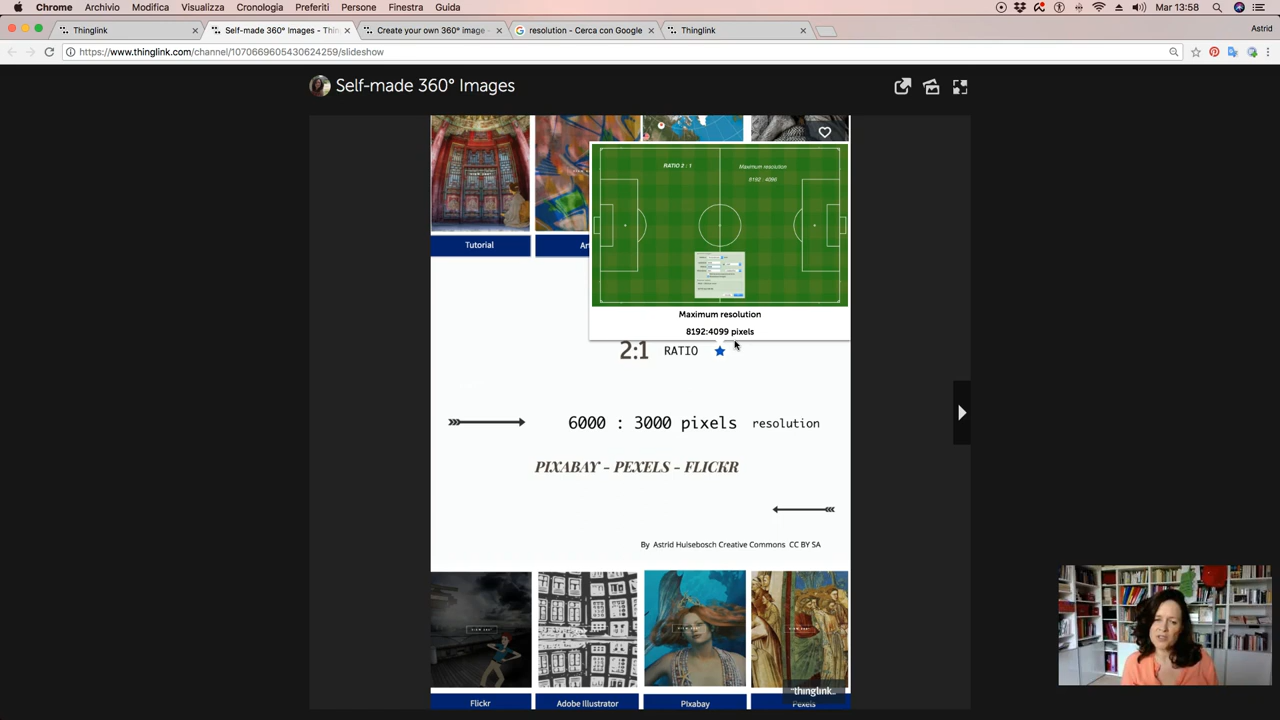 Chrome Archivio Modifica Visualizza Cronologia Preferiti Persone Finestra Guida Mar 13:58
Thinglink Self-made 360° Images - Thin Create your own 360° image - resolution - Cerca con Google Thinglink Astrid
https://www.thinglink.com/channel/1070669605430624259/slideshow
Self-made 360° Images
RATIO 2 : 1 Maximum resolution
8192 : 4096
Tutorial
Maximum resolution
8192:4099 pixels
2:1 RATIO
6000 : 3000 pixels resolution
PIXABAY - PEXELS - FLICKR
By Astrid Hulsebosch Creative Commons CC BY SA
"thinglink..
Flickr Adobe Illustrator Pixabay Pexels